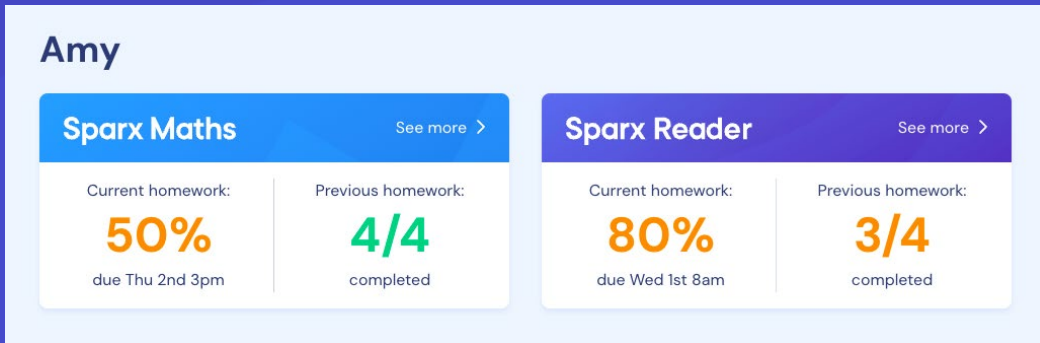 Amy
Sparx Maths
See more
Current homework:
50%
due Thu 2nd 3pm
Previous homework:
4/4
completed
Sparx Reader
See more
Current homework:
80%
due Wed 1st 8am
Previous homework:
3/4
completed